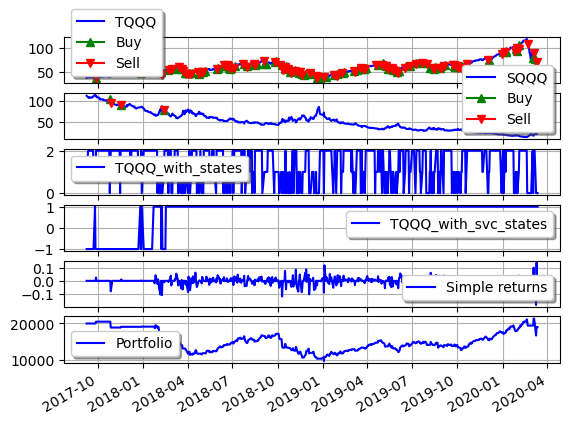 TQQQ
Buy
Sell
100
50
SQQQ
Buy
Sell
100
50
2
0
TQQQ_with_states
1
−1
TQQQ_with_svc_states
0.1
0.0
−0.1
Simple returns
20000
10000
Portfolio
2017-10
2018-01
2018-04
2018-07
2018-10
2019-01
2019-04
2019-07
2019-10
2020-01
2020-04